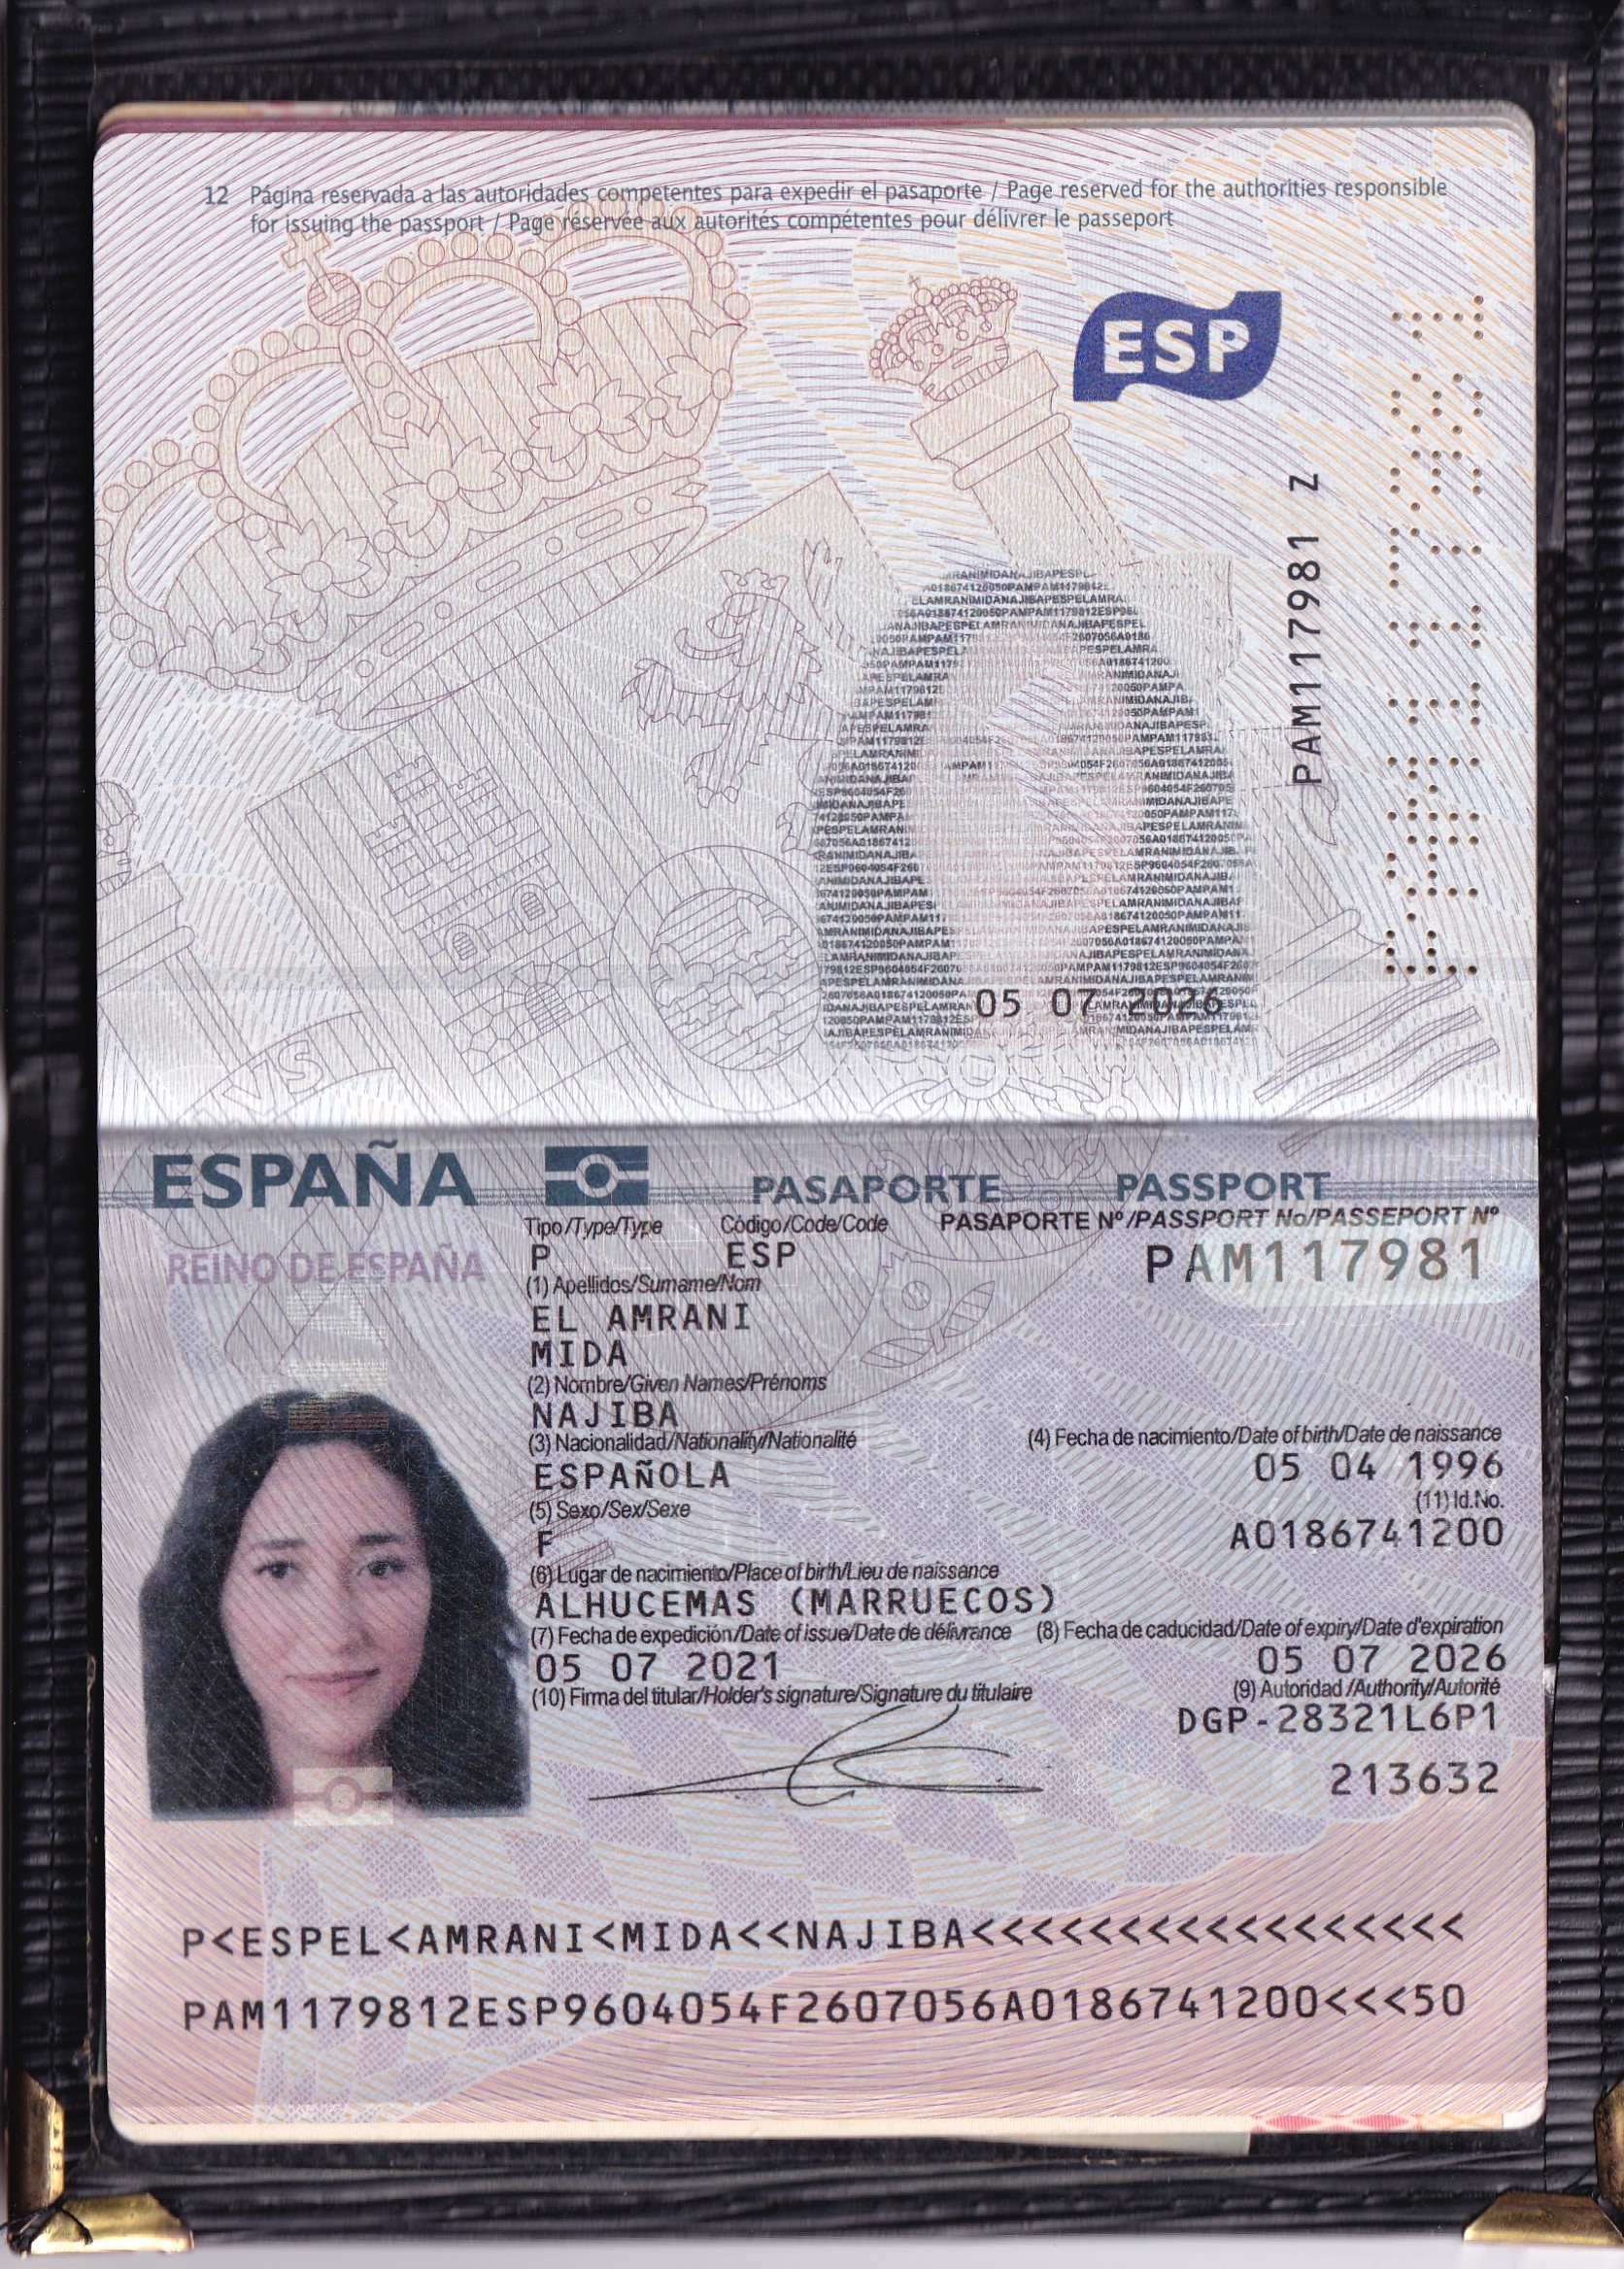 12 Página reservada a las autoridades competentes para expedir el pasaporte / Page reserved for the authorities responsible
for issuing the passport / Page réservée aux autorités compétentes pour délivrer le passeport
ESP
PAM117981 Z
05 07 2026
ESPAÑA PASAPORTE PASSPORT
REINO DE ESPAÑA
Tipo/Type/Type Código/Code/Code PASAPORTE Nº/PASSPORT No/PASSEPORT Nº
P ESP PAM117981
(1) Apellidos/Surname/Nom
EL AMRANI
MIDA
(2) Nombre/Given Names/Prénoms
NAJIBA
(3) Nacionalidad/Nationality/Nationalité (4) Fecha de nacimiento/Date of birth/Date de naissance
ESPAÑOLA 05 04 1996
(5) Sexo/Sex/Sexe (11) Id.No.
F A0186741200
(6) Lugar de nacimiento/Place of birth/Lieu de naissance
ALHUCEMAS (MARRUECOS)
(7) Fecha de expedición/Date of issue/Date de délivrance (8) Fecha de caducidad/Date of expiry/Date d'expiration
05 07 2021 05 07 2026
(10) Firma del titular/Holder's signature/Signature du titulaire (9) Autoridad /Authority/Autorité
DGP-28321L6P1
213632
P<ESPEL<AMRANI<MIDA<<NAJIBA<<<<<<<<<<<<<<<<<
PAM1179812ESP9604054F2607056A0186741200<<<50